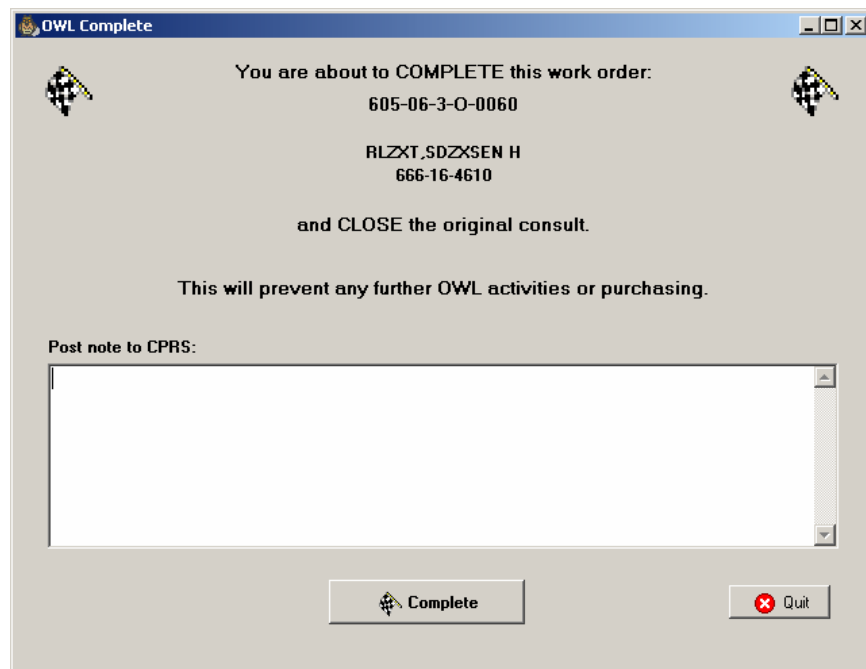 OWL Complete
You are about to COMPLETE this work order:
605-06-3-O-0060
RLZXT,SDZXSEN H
666-16-4610
and CLOSE the original consult.
This will prevent any further OWL activities or purchasing.
Post note to CPRS:
Complete
Quit